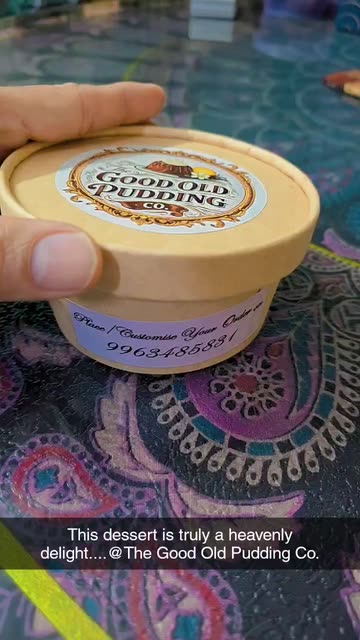 GOOD OLD
PUDDING
CO.
Place/Customise Your Order on
9963485831
This dessert is truly a heavenly
delight....@The Good Old Pudding Co.